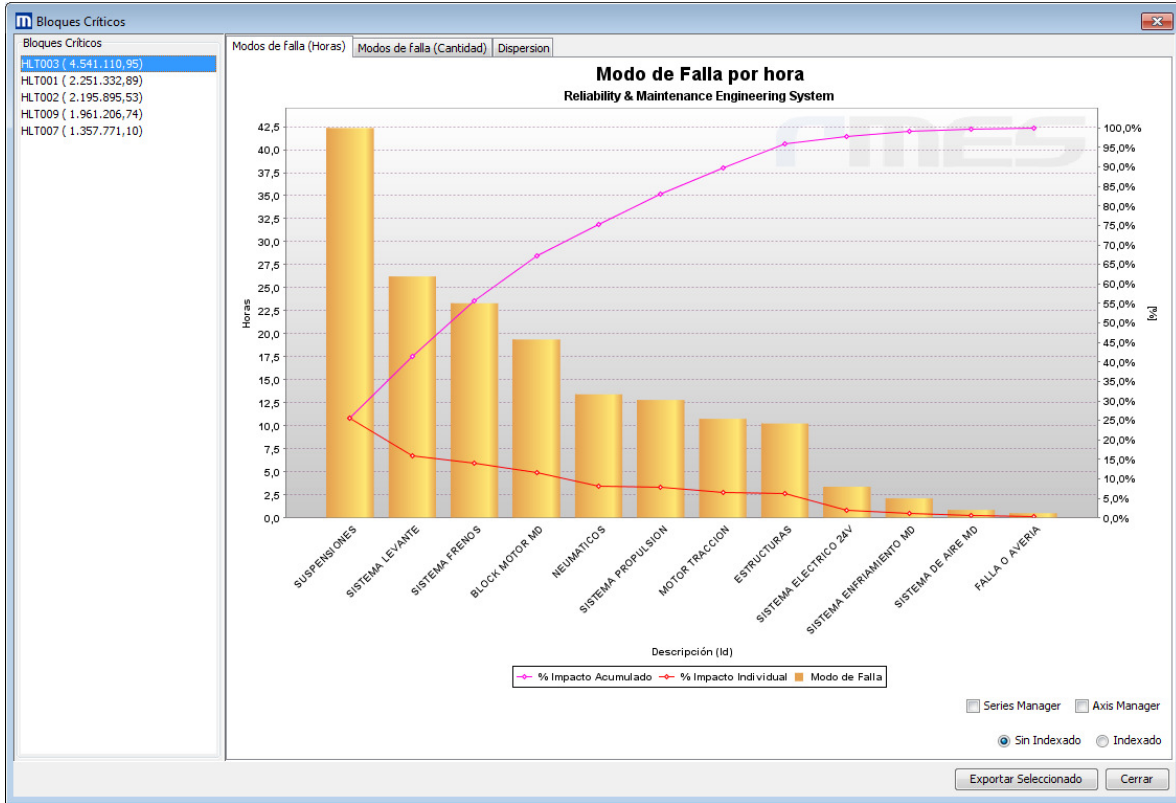 m Bloques Críticos
Bloques Críticos
HLT003 ( 4.541.110,95)
HLT001 ( 2.251.332,89)
HLT002 ( 2.195.895,53)
HLT009 ( 1.961.206,74)
HLT007 ( 1.357.771,10)
Modos de falla (Horas) Modos de falla (Cantidad) Dispersion
Modo de Falla por hora
Reliability & Maintenance Engineering System
rmes
Horas
42,5
40,0
37,5
35,0
32,5
30,0
27,5
25,0
22,5
20,0
17,5
15,0
12,5
10,0
7,5
5,0
2,5
0,0
100,0%
95,0%
90,0%
85,0%
80,0%
75,0%
70,0%
65,0%
60,0%
55,0%
50,0%
45,0%
40,0%
35,0%
30,0%
25,0%
20,0%
15,0%
10,0%
5,0%
0,0%
[%]
SUSPENSIONES
SISTEMA LEVANTE
SISTEMA FRENOS
BLOCK MOTOR MD
NEUMATICOS
SISTEMA PROPULSION
MOTOR TRACCION
ESTRUCTURAS
SISTEMA ELECTRICO 24V
SISTEMA ENFRIAMIENTO MD
SISTEMA DE AIRE MD
FALLA O AVERIA
Descripción (Id)
% Impacto Acumulado % Impacto Individual Modo de Falla
Series Manager Axis Manager
Sin Indexado Indexado
Exportar Seleccionado Cerrar